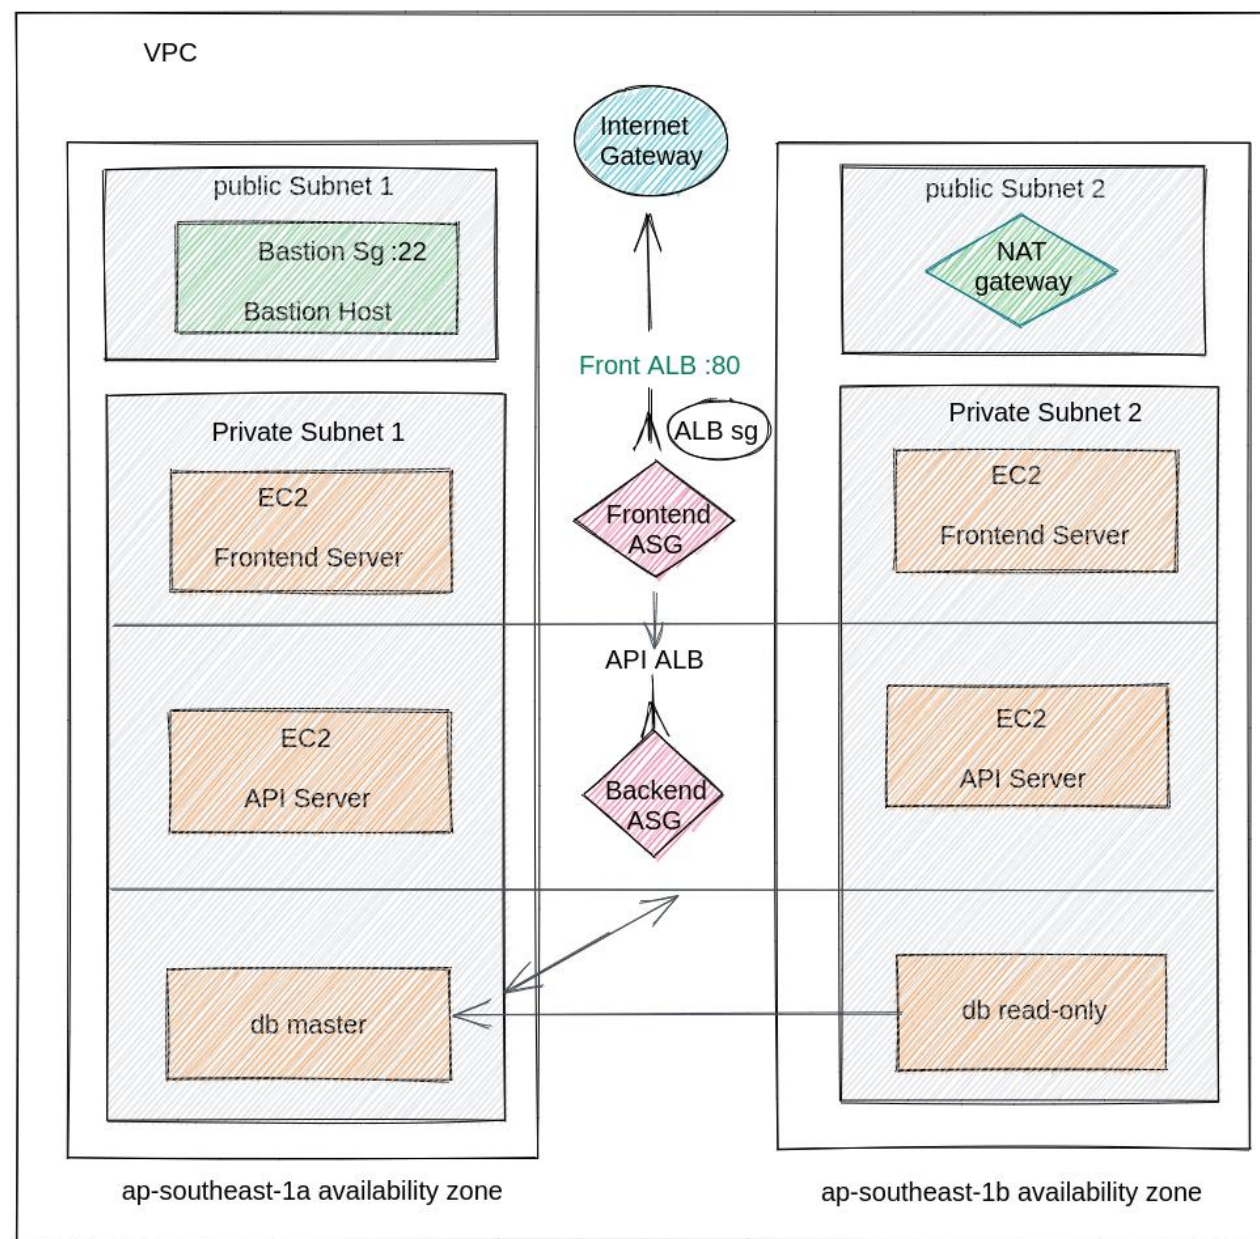 VPC
Internet
Gateway
public Subnet 1
Bastion Sg :22
Bastion Host
public Subnet 2
NAT
gateway
Front ALB :80
ALB sg
Private Subnet 1
EC2
Frontend Server
Frontend
ASG
Private Subnet 2
EC2
Frontend Server
API ALB
EC2
API Server
Backend
ASG
EC2
API Server
db master
db read-only
ap-southeast-1a availability zone
ap-southeast-1b availability zone